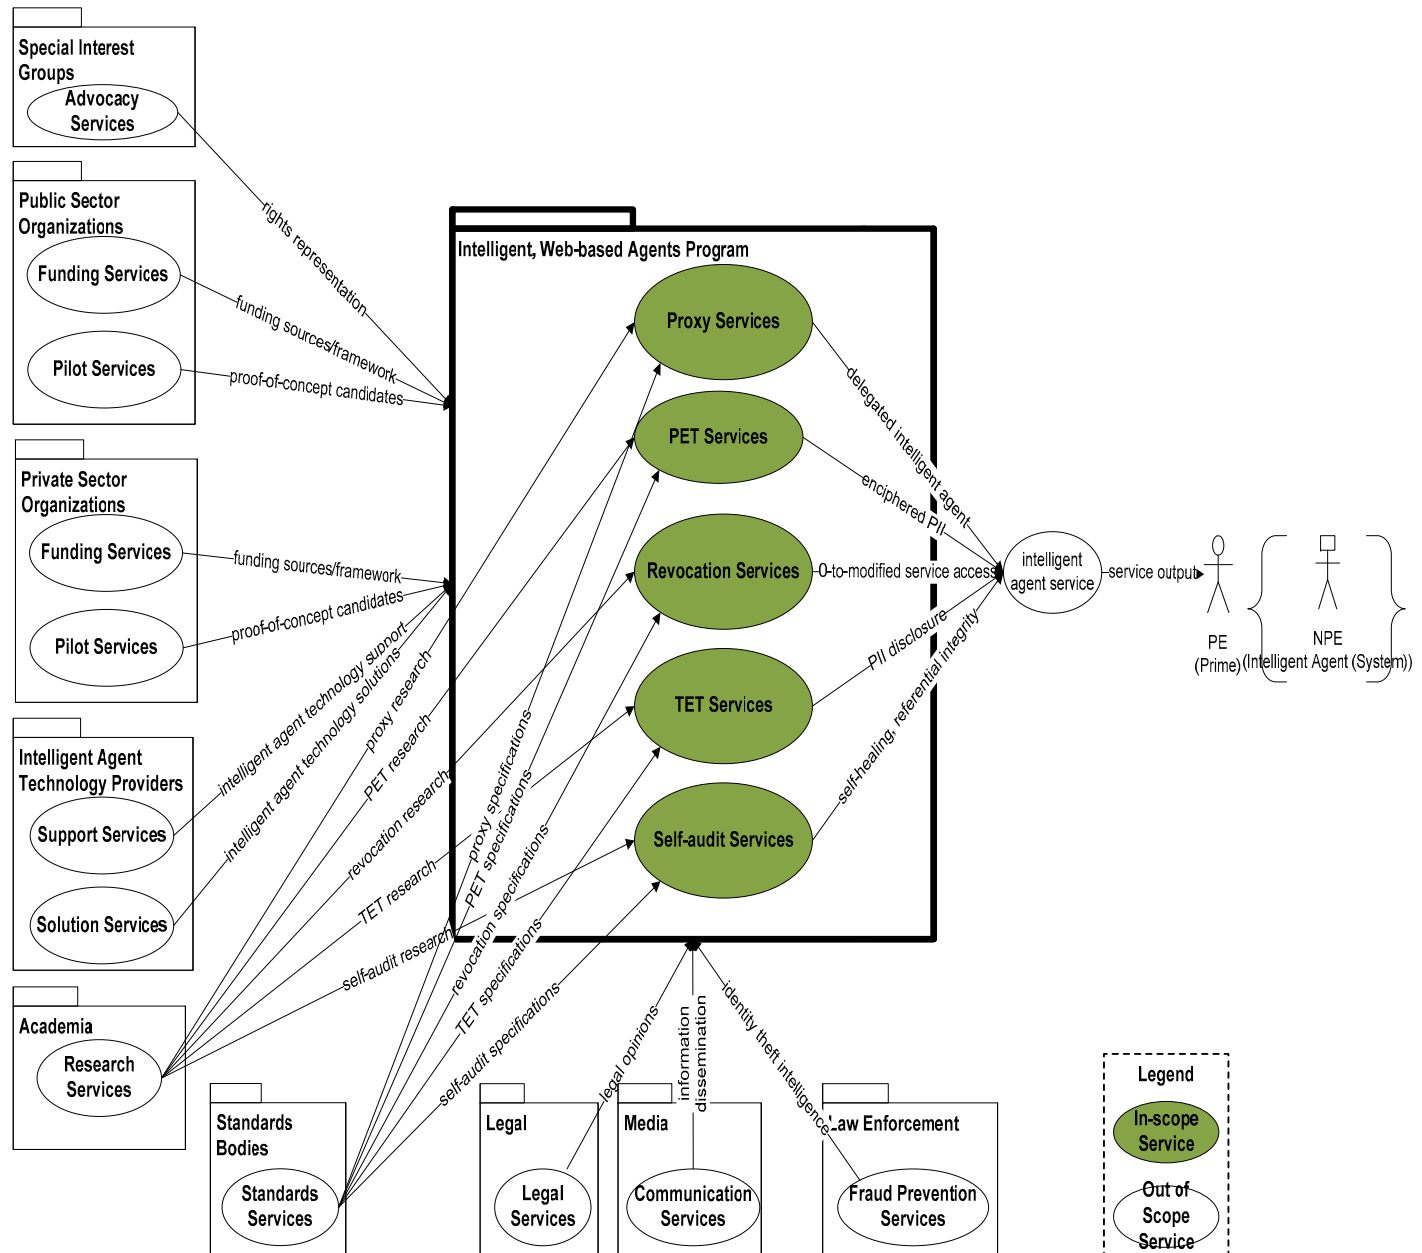 Special Interest
Groups
Advocacy
Services
rights representation
Public Sector
Organizations
Funding Services
funding sources/framework
Pilot Services
proof-of-concept candidates
Private Sector
Organizations
Funding Services
funding sources/framework
Pilot Services
proof-of-concept candidates
Intelligent Agent
Technology Providers
Support Services
intelligent agent technology support
Solution Services
intelligent agent technology solutions
Academia
Research
Services
proxy research
PET research
revocation research
TET research
self-audit research
Standards
Bodies
Standards
Services
proxy specifications
PET specifications
revocation specifications
TET specifications
self-audit specifications
Legal
Legal
Services
legal opinions
Media
Communication
Services
information
dissemination
Law Enforcement
Fraud Prevention
Services
identity theft intelligence
Intelligent, Web-based Agents Program
Proxy Services
PET Services
Revocation Services
TET Services
Self-audit Services
delegated intelligent agent
enciphered PII
0-to-modified service access
PII disclosure
self-healing, referential integrity
intelligent
agent service
service output
PE
(Prime)
NPE
(Intelligent Agent (System))
Legend
In-scope
Service
Out of
Scope
Service